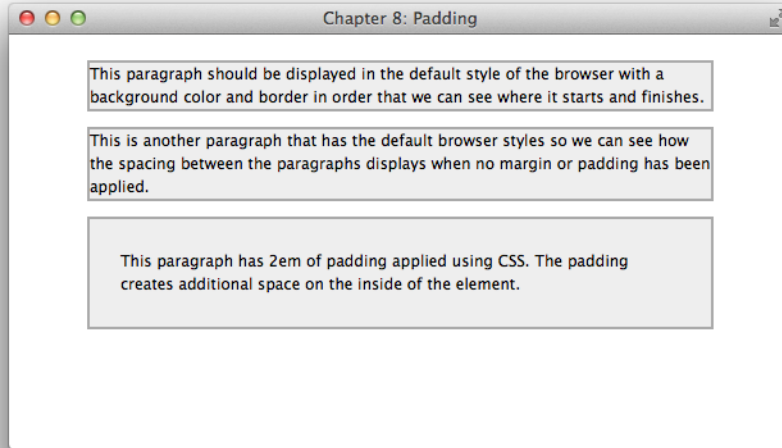 Chapter 8: Padding
This paragraph should be displayed in the default style of the browser with a
background color and border in order that we can see where it starts and finishes.
This is another paragraph that has the default browser styles so we can see how
the spacing between the paragraphs displays when no margin or padding has been
applied.
This paragraph has 2em of padding applied using CSS. The padding
creates additional space on the inside of the element.